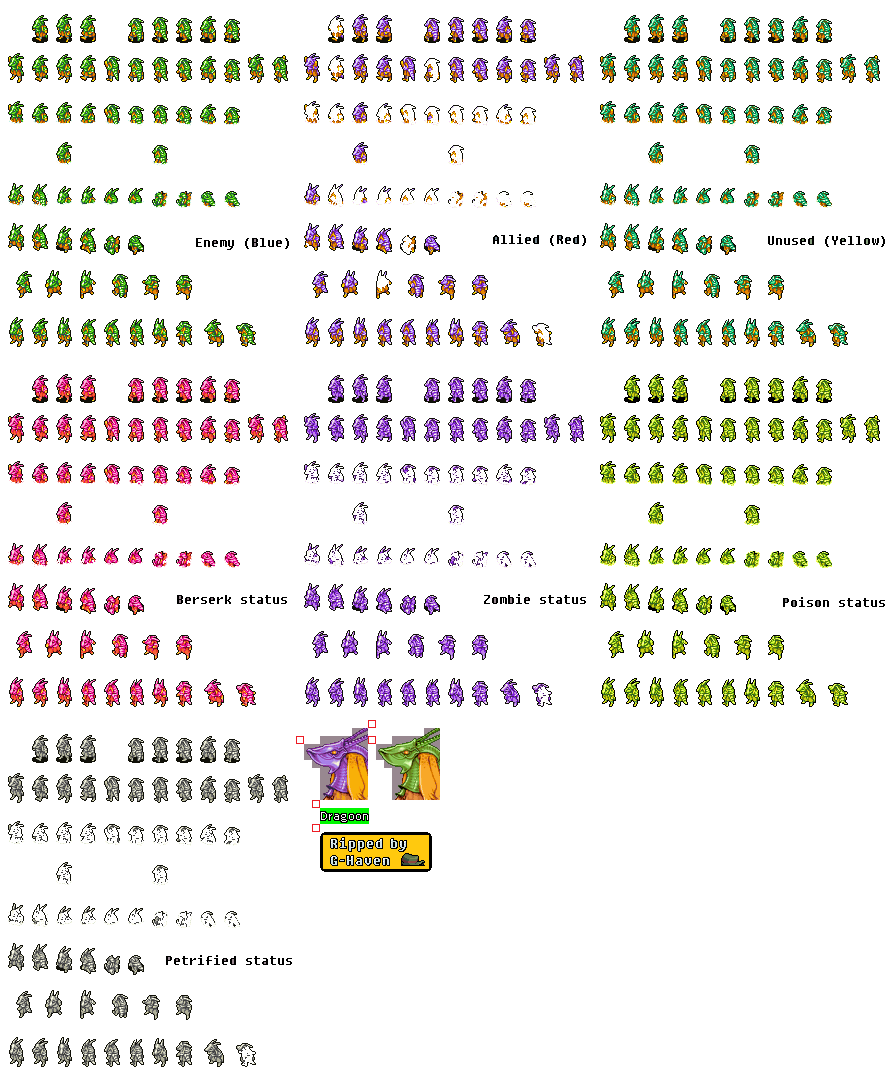 Enemy (Blue)
Allied (Red)
Unused (Yellow)
Berserk status
Zombie status
Poison status
Petrified status
Dragoon
Ripped by
G-Haven